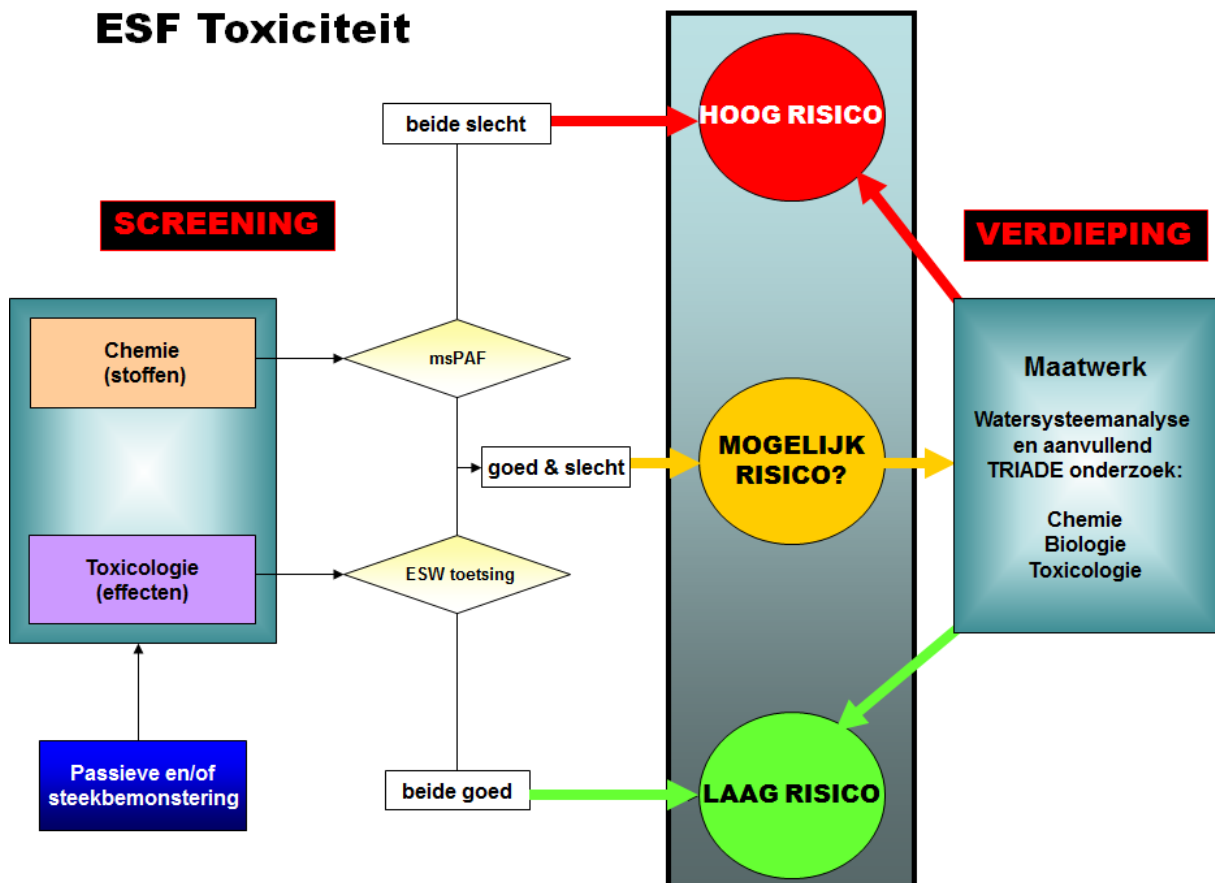 ESF Toxiciteit
SCREENING
Chemie
(stoffen)
Toxicologie
(effecten)
Passieve en/of
steekbemonstering
beide slecht
msPAF
goed & slecht
ESW toetsing
beide goed
HOOG RISICO
MOGELIJK
RISICO?
LAAG RISICO
VERDIEPING
Maatwerk
Watersysteemanalyse
en aanvullend
TRIADE onderzoek:
Chemie
Biologie
Toxicologie